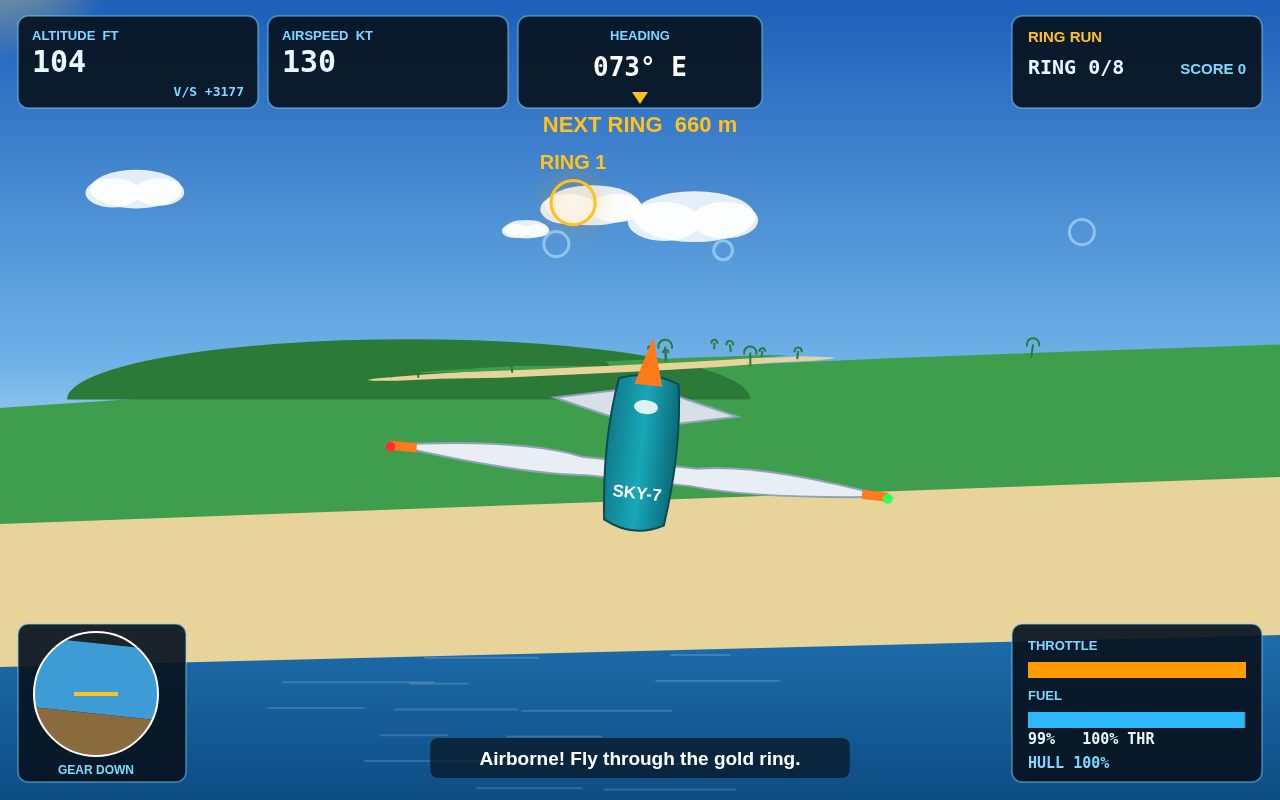 ALTITUDE FT
104
V/S +3177
AIRSPEED KT
130
HEADING
073° E
RING RUN
RING 0/8 SCORE 0
NEXT RING 660 m
RING 1
SKY-7
GEAR DOWN
Airborne! Fly through the gold ring.
THROTTLE
FUEL
99% 100% THR
HULL 100%